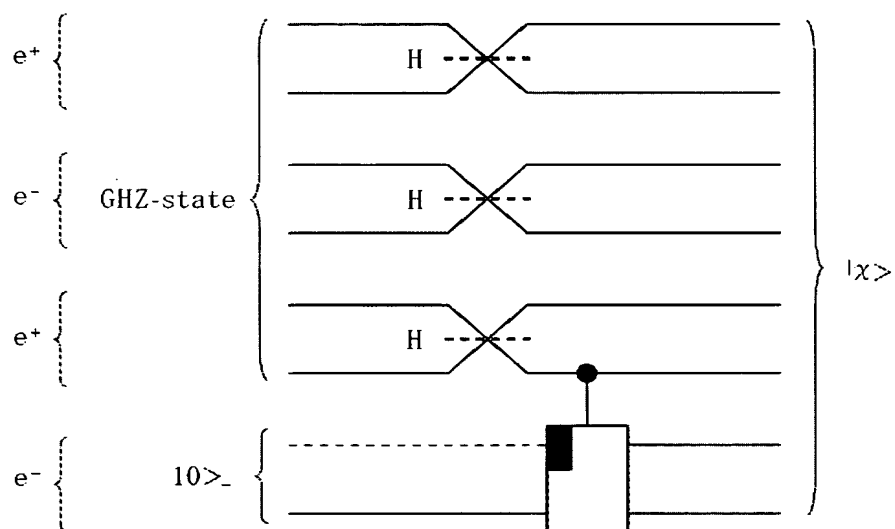 e⁺
H
e⁻ GHZ-state H
|χ>
e⁺
H
e⁻ |0>₋